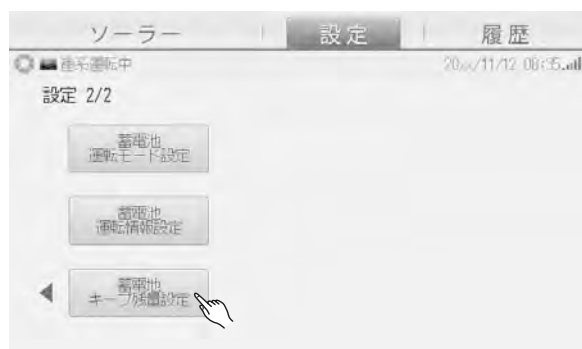 ソーラー 設定 履歴
連系運転中 20xx/11/12 08:35
設定 2/2
蓄電池
運転モード設定
蓄電池
運転情報設定
蓄電池
キープ残量設定